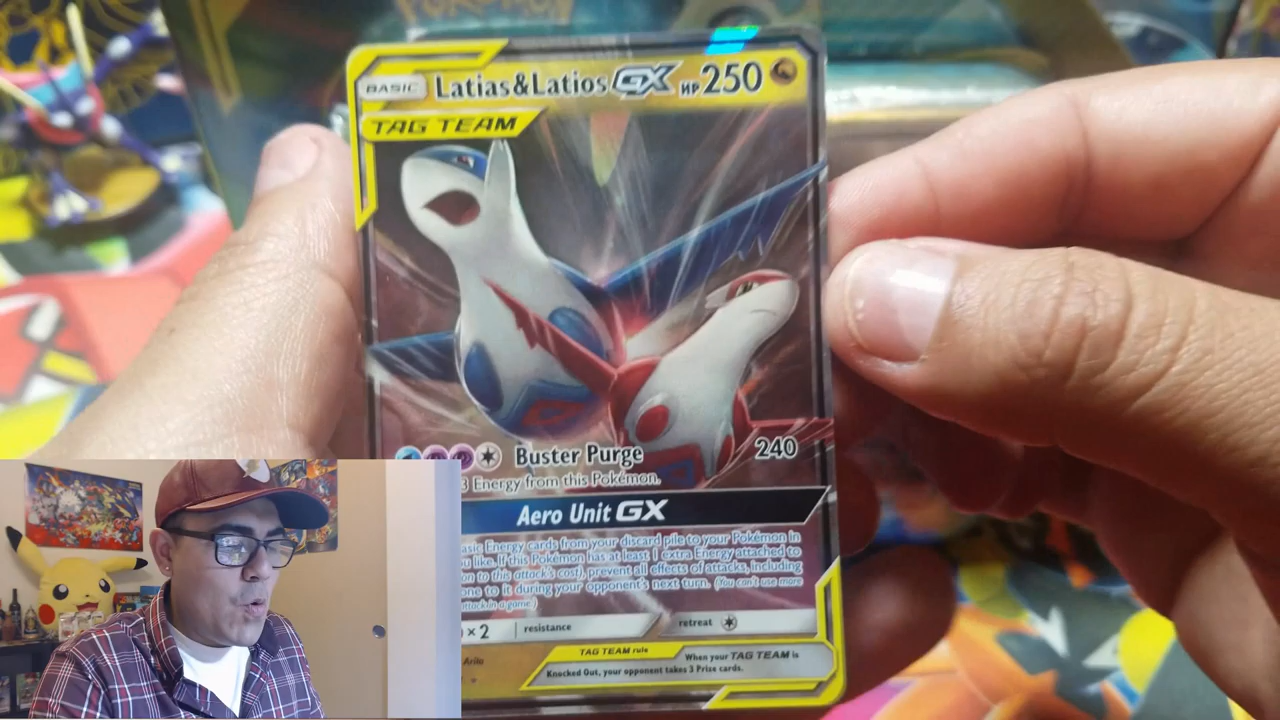 POKÉMON
BASIC Latias&Latios GX HP 250
TAG TEAM
Buster Purge 240
3 Energy from this Pokémon.
Aero Unit GX
Energy cards from your discard pile to your Pokémon in
like. If this Pokémon has at least 1 extra Energy attached to
to this attack's cost), prevent all effects of attacks, including
done to it during your opponent's next turn. (You can't use more
attack in a game.)
×2 resistance retreat
TAG TEAM rule When your TAG TEAM is
Knocked Out, your opponent takes 3 Prize cards.
Arita